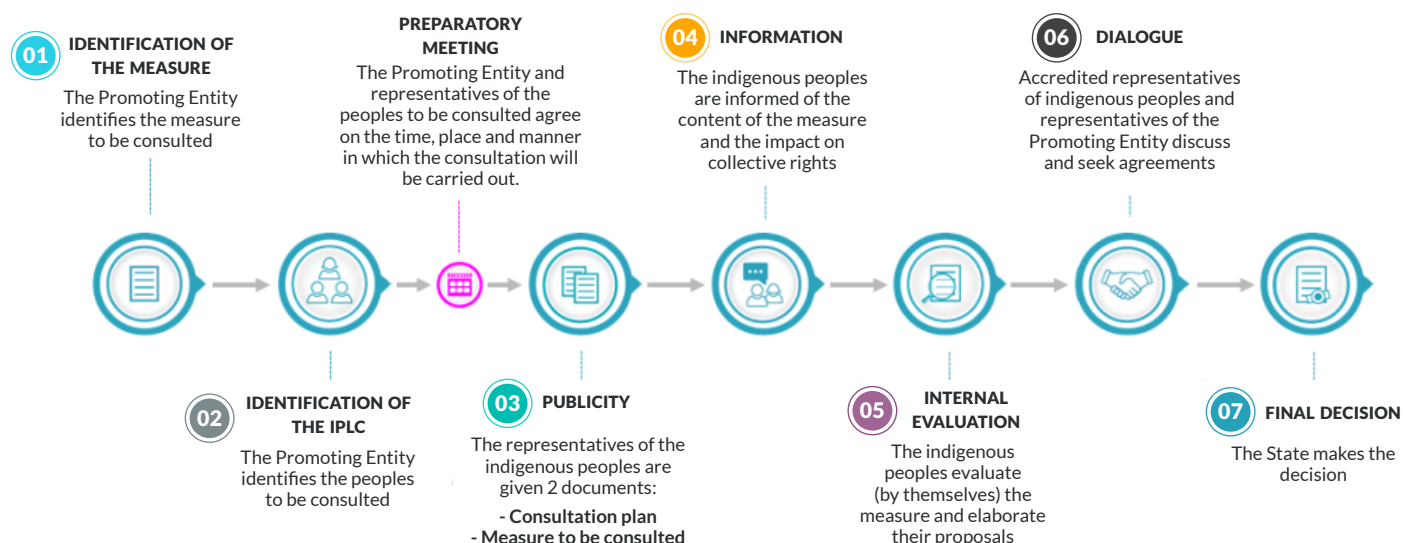 01
IDENTIFICATION OF
THE MEASURE
The Promoting Entity
identifies the measure
to be consulted
02
IDENTIFICATION OF
THE IPLC
The Promoting Entity
identifies the peoples
to be consulted
PREPARATORY
MEETING
The Promoting Entity and
representatives of the
peoples to be consulted agree
on the time, place and manner
in which the consultation will
be carried out.
03
PUBLICITY
The representatives of the
indigenous peoples are
given 2 documents:
- Consultation plan
- Measure to be consulted
04
INFORMATION
The indigenous peoples
are informed of the
content of the measure
and the impact on
collective rights
05
INTERNAL
EVALUATION
The indigenous
peoples evaluate
(by themselves) the
measure and elaborate
their proposals
06
DIALOGUE
Accredited representatives
of indigenous peoples and
representatives of the
Promoting Entity discuss
and seek agreements
07
FINAL DECISION
The State makes the
decision